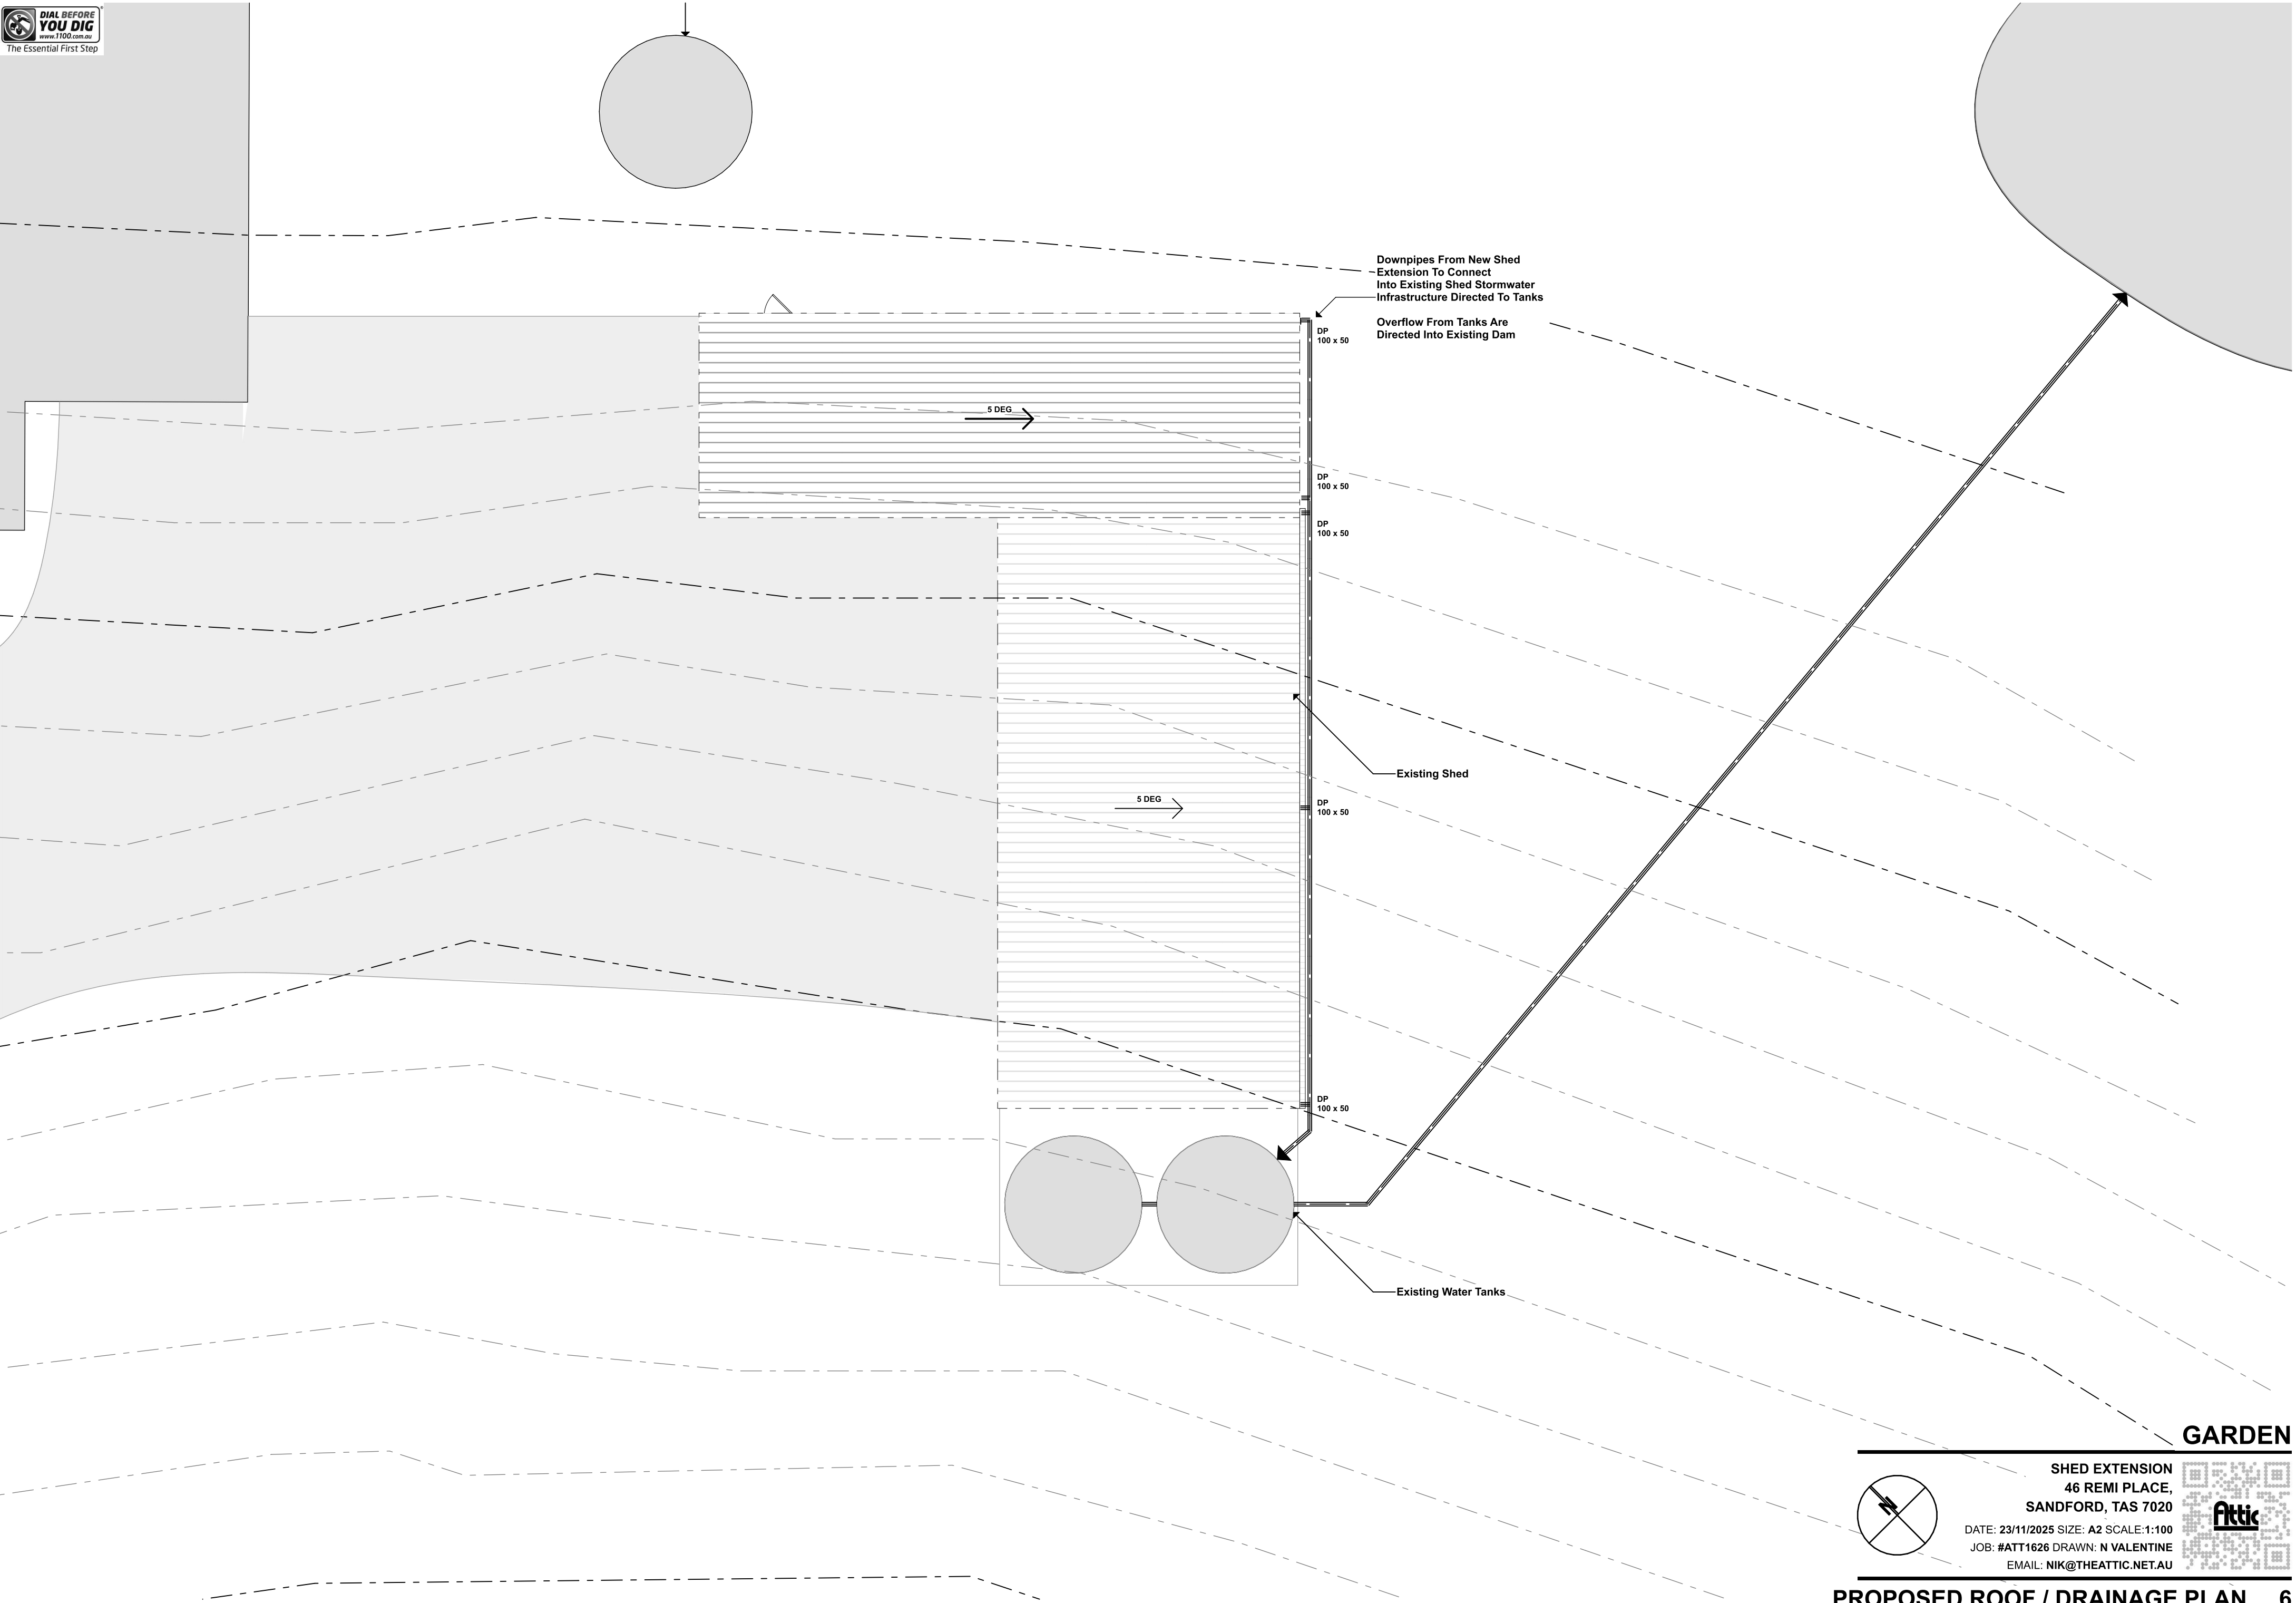 DIAL BEFORE
YOU DIG
www.1100.com.au
The Essential First Step
Downpipes From New Shed
Extension To Connect
Into Existing Shed Stormwater
Infrastructure Directed To Tanks
Overflow From Tanks Are
Directed Into Existing Dam
DP
100 x 50
5 DEG
DP
100 x 50
DP
100 x 50
Existing Shed
5 DEG
DP
100 x 50
DP
100 x 50
Existing Water Tanks
GARDEN
SHED EXTENSION
46 REMI PLACE,
SANDFORD, TAS 7020
N
Attic
DATE: 23/11/2025 SIZE: A2 SCALE:1:100
JOB: #ATT1626 DRAWN: N VALENTINE
EMAIL: NIK@THEATTIC.NET.AU
PROPOSED ROOF / DRAINAGE PLAN 6